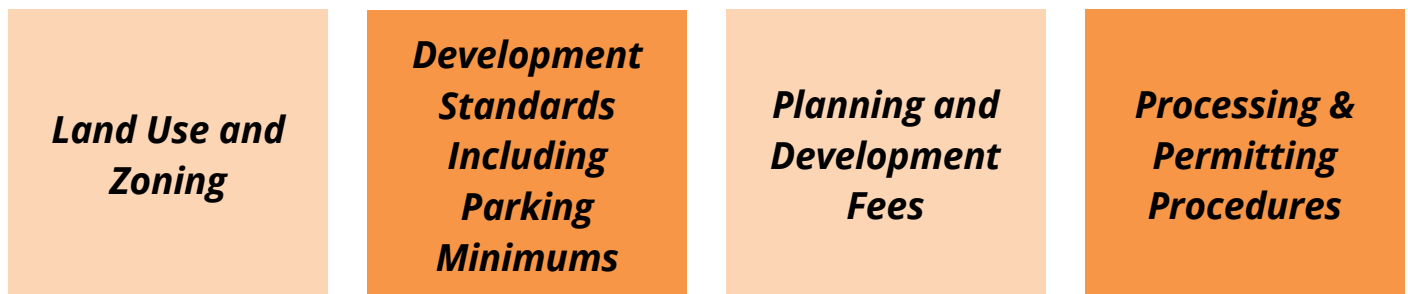 Land Use and
Zoning
Development
Standards
Including
Parking
Minimums
Planning and
Development
Fees
Processing &
Permitting
Procedures